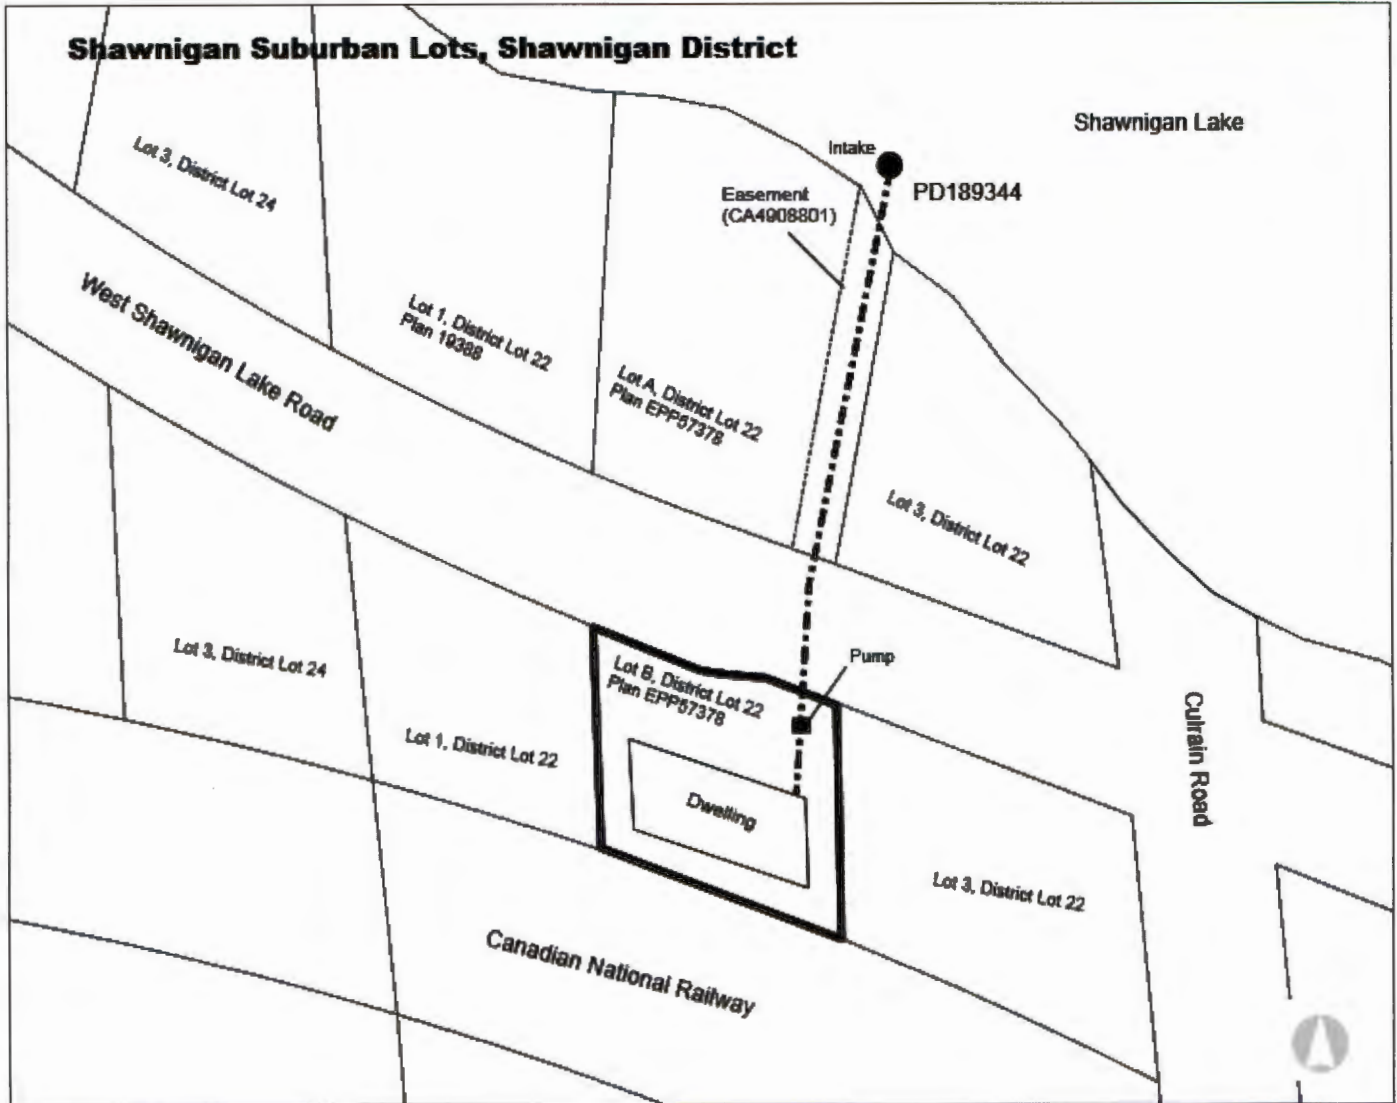 Shawnigan Suburban Lots, Shawnigan District
Shawnigan Lake
Intake
PD189344
Easement
(CA4908801)
Lot 3, District Lot 24
West Shawnigan Lake Road
Lot 1, District Lot 22
Plan 19388
Lot A, District Lot 22
Plan EPP57378
Lot 3, District Lot 22
Lot 3, District Lot 24
Lot 1, District Lot 22
Lot B, District Lot 22
Plan EPP57378
Pump
Dwelling
Culrain Road
Lot 3, District Lot 22
Canadian National Railway